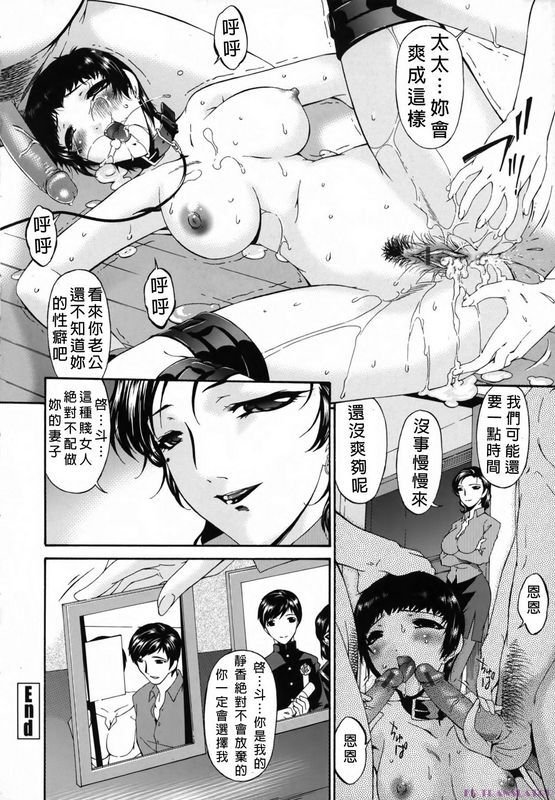 太太…妳會
爽成這樣
呼呼
呼呼
呼呼
看來你老公
還不知道妳
的性癖吧
我們可能還
要一點時間
沒事慢慢來
還沒爽夠呢
啓…斗…
這種賤女人
絕對不配做
妳的妻子
恩恩
恩恩
啓…斗…你是我的
靜香絕對不會放棄的
你一定會選擇我
End